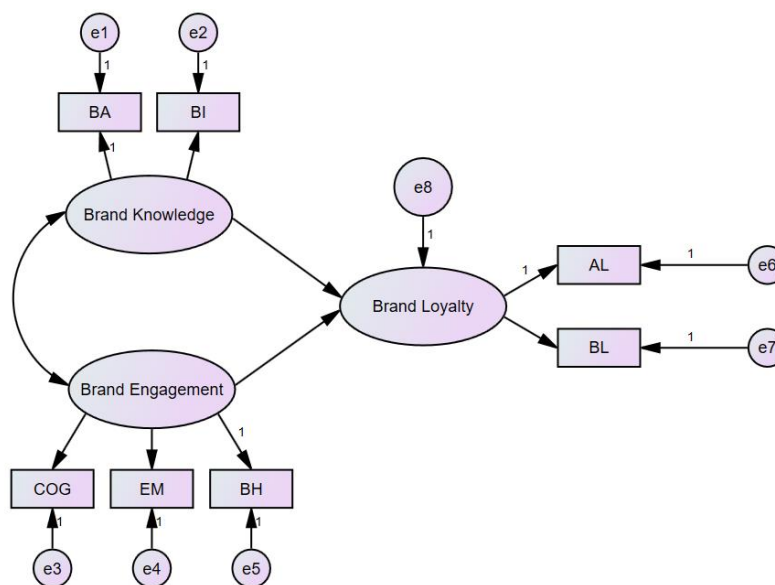 e1
e2
1
1
BA
BI
1
Brand Knowledge
e8
1
Brand Loyalty
1
AL
1
e6
BL
1
e7
Brand Engagement
1
COG
EM
BH
1
1
1
e3
e4
e5